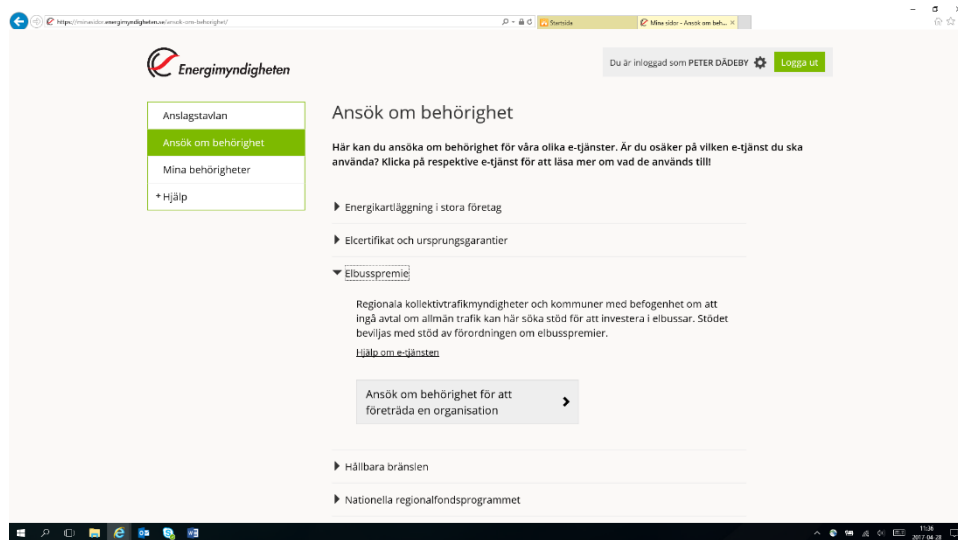 https://minasidor.energimyndigheten.se/ansok-om-behorighet/
Startsida
Mina sidor - Ansök om beh...
Energimyndigheten
Du är inloggad som PETER DÄDEBY
Logga ut
Anslagstavlan
Ansök om behörighet
Mina behörigheter
+ Hjälp
Ansök om behörighet
Här kan du ansöka om behörighet för våra olika e-tjänster. Är du osäker på vilken e-tjänst du ska
använda? Klicka på respektive e-tjänst för att läsa mer om vad de används till!
Energikartläggning i stora företag
Elcertifikat och ursprungsgarantier
Elbusspremie
Regionala kollektivtrafikmyndigheter och kommuner med befogenhet om att
ingå avtal om allmän trafik kan här söka stöd för att investera i elbussar. Stödet
beviljas med stöd av förordningen om elbusspremier.
Hjälp om e-tjänsten
Ansök om behörighet för att
företräda en organisation
Hållbara bränslen
Nationella regionalfondsprogrammet
11:36
2017-04-28